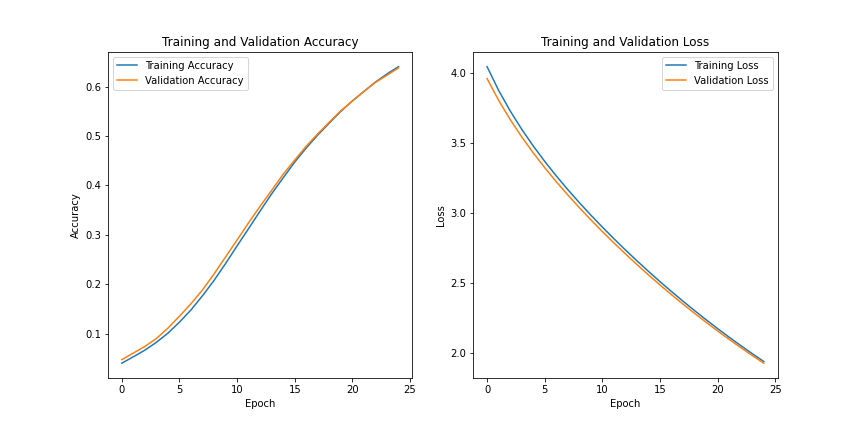 Training and Validation Accuracy
Training Accuracy
Validation Accuracy
0.6
0.5
0.4
0.3
0.2
0.1
Accuracy
0 5 10 15 20 25
Epoch
Training and Validation Loss
Training Loss
Validation Loss
4.0
3.5
3.0
2.5
2.0
Loss
0 5 10 15 20 25
Epoch